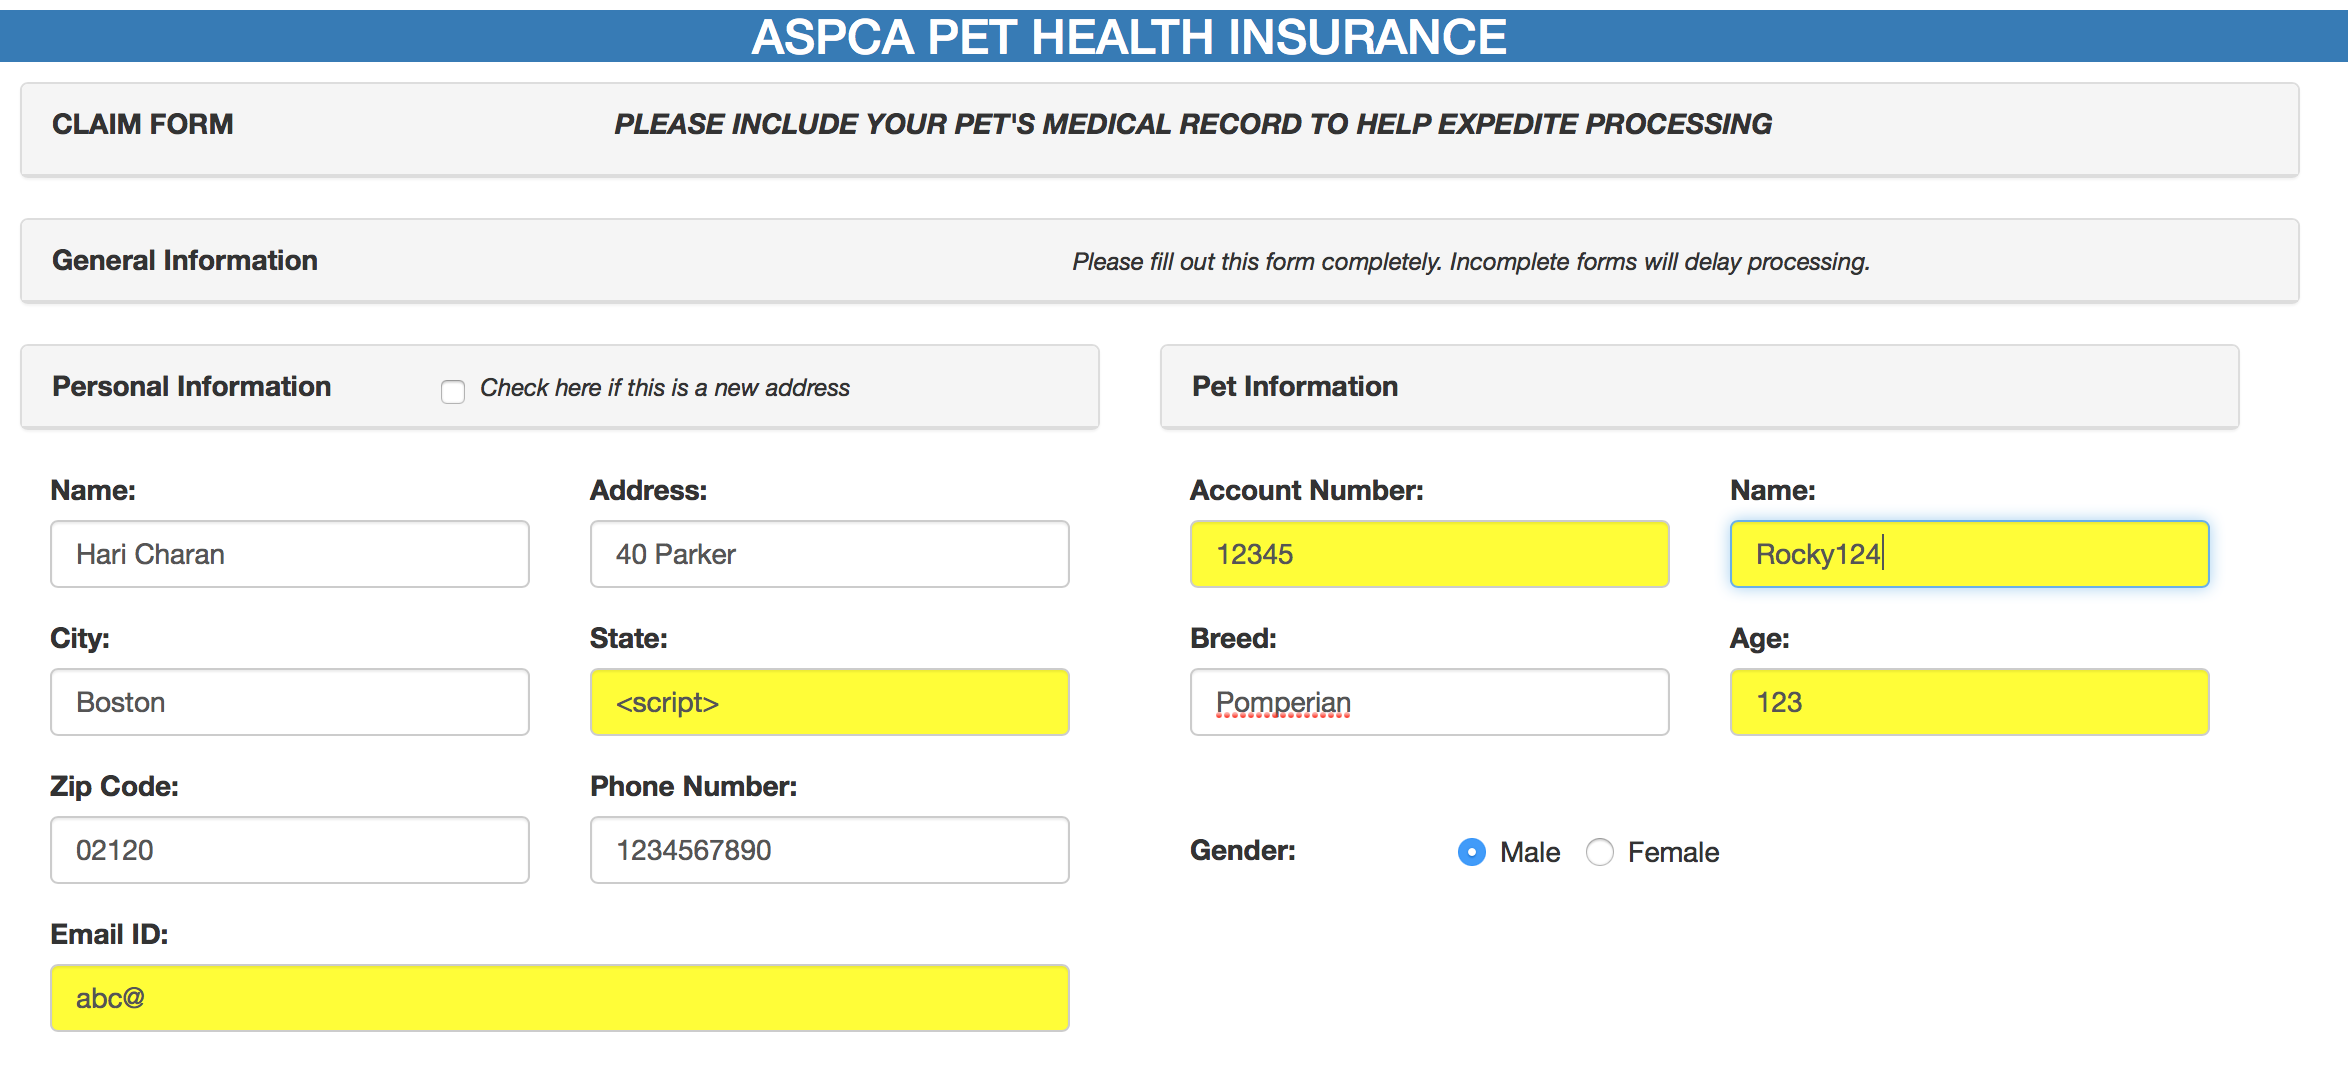 ASPCA PET HEALTH INSURANCE
CLAIM FORM PLEASE INCLUDE YOUR PET'S MEDICAL RECORD TO HELP EXPEDITE PROCESSING
General Information Please fill out this form completely. Incomplete forms will delay processing.
Personal Information Check here if this is a new address
Name: Address:
Hari Charan 40 Parker
City: State:
Boston <script>
Zip Code: Phone Number:
02120 1234567890
Email ID:
abc@
Pet Information
Account Number: Name:
12345 Rocky124
Breed: Age:
Pomperian 123
Gender: Male Female